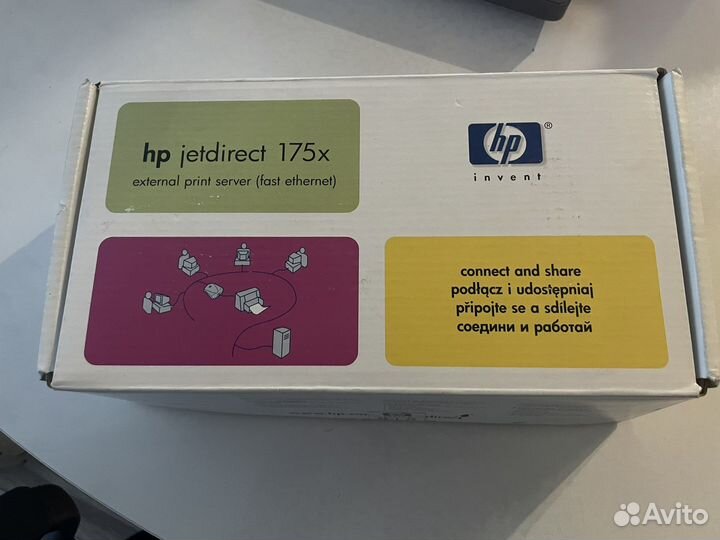 hp jetdirect 175x
external print server (fast ethernet)
hp ®
invent
connect and share
podłącz i udostępniaj
připojte se a sdílejte
соедини и работай
Avito